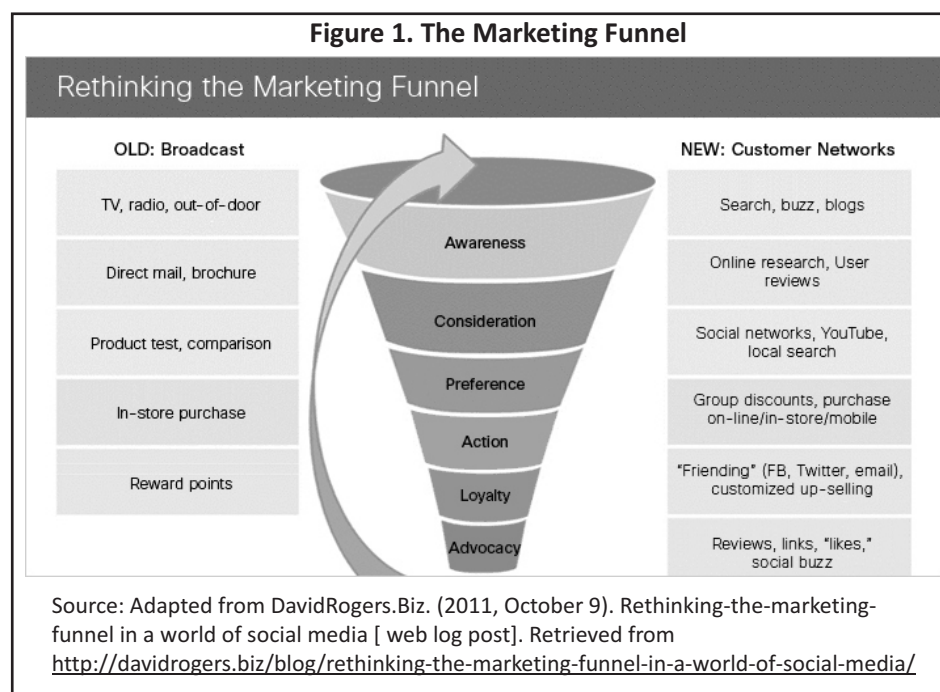 Figure 1. The Marketing Funnel
Rethinking the Marketing Funnel
OLD: Broadcast
TV, radio, out-of-door
Direct mail, brochure
Product test, comparison
In-store purchase
Reward points
Awareness
Consideration
Preference
Action
Loyalty
Advocacy
NEW: Customer Networks
Search, buzz, blogs
Online research, User
reviews
Social networks, YouTube,
local search
Group discounts, purchase
on-line/in-store/mobile
“Friending” (FB, Twitter, email),
customized up-selling
Reviews, links, “likes,”
social buzz
Source: Adapted from DavidRogers.Biz. (2011, October 9). Rethinking-the-marketing-
funnel in a world of social media [ web log post]. Retrieved from
http://davidrogers.biz/blog/rethinking-the-marketing-funnel-in-a-world-of-social-media/